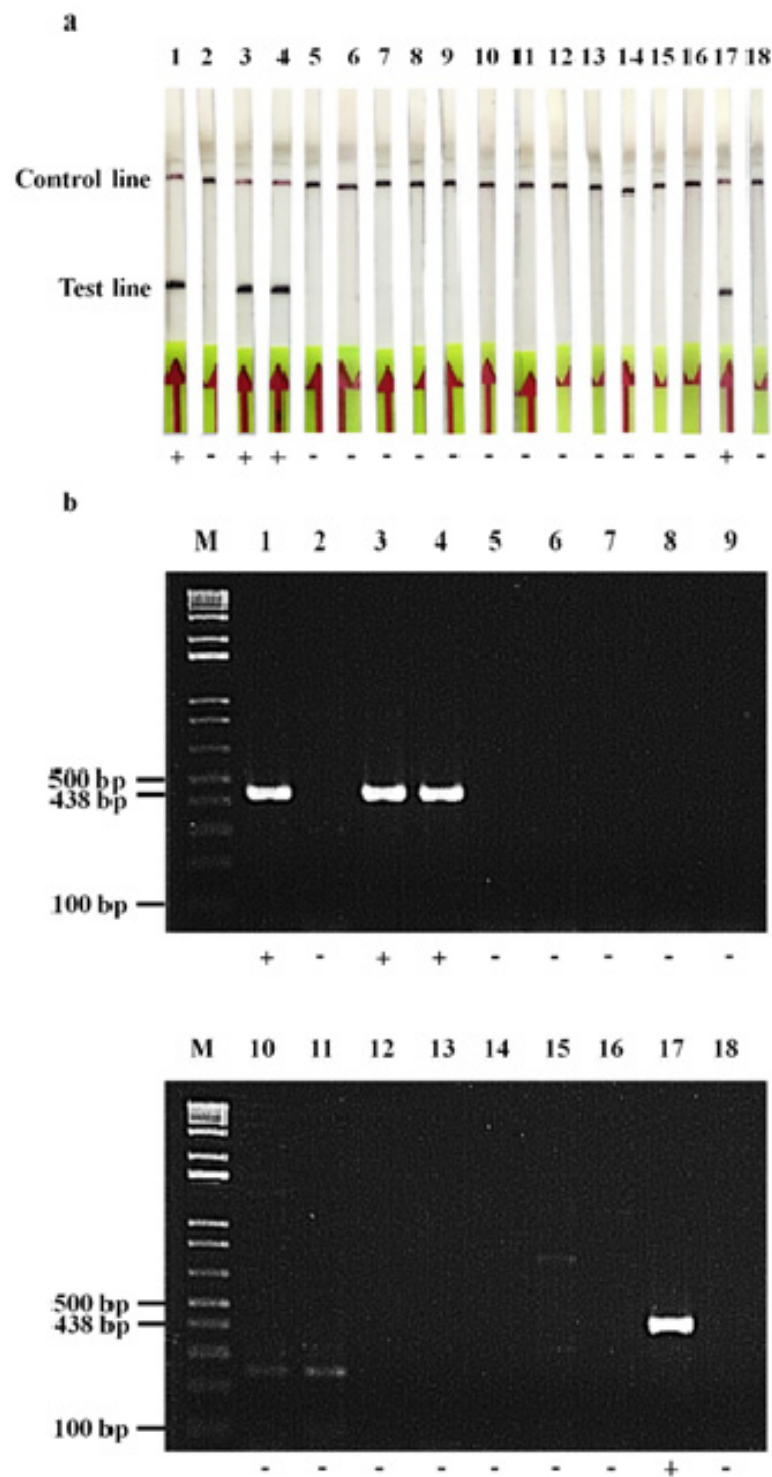 a
1 2 3 4 5 6 7 8 9 10 11 12 13 14 15 16 17 18
Control line
Test line
+ - + + - - - - - - - - - - - - + -
b
M 1 2 3 4 5 6 7 8 9
500 bp
438 bp
100 bp
+ - + + - - - - -
M 10 11 12 13 14 15 16 17 18
500 bp
438 bp
100 bp
- - - - - - - + -